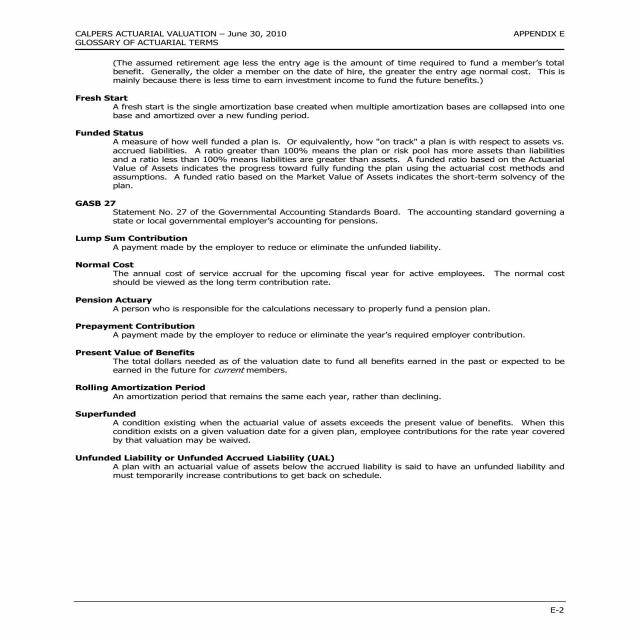 CALPERS ACTUARIAL VALUATION – June 30, 2010 APPENDIX E
GLOSSARY OF ACTUARIAL TERMS
(The assumed retirement age less the entry age is the amount of time required to fund a member's total
benefit. Generally, the older a member on the date of hire, the greater the entry age normal cost. This is
mainly because there is less time to earn investment income to fund the future benefits.)
Fresh Start
A fresh start is the single amortization base created when multiple amortization bases are collapsed into one
base and amortized over a new funding period.
Funded Status
A measure of how well funded a plan is. Or equivalently, how "on track" a plan is with respect to assets vs.
accrued liabilities. A ratio greater than 100% means the plan or risk pool has more assets than liabilities
and a ratio less than 100% means liabilities are greater than assets. A funded ratio based on the Actuarial
Value of Assets indicates the progress toward fully funding the plan using the actuarial cost methods and
assumptions. A funded ratio based on the Market Value of Assets indicates the short-term solvency of the
plan.
GASB 27
Statement No. 27 of the Governmental Accounting Standards Board. The accounting standard governing a
state or local governmental employer's accounting for pensions.
Lump Sum Contribution
A payment made by the employer to reduce or eliminate the unfunded liability.
Normal Cost
The annual cost of service accrual for the upcoming fiscal year for active employees. The normal cost
should be viewed as the long term contribution rate.
Pension Actuary
A person who is responsible for the calculations necessary to properly fund a pension plan.
Prepayment Contribution
A payment made by the employer to reduce or eliminate the year's required employer contribution.
Present Value of Benefits
The total dollars needed as of the valuation date to fund all benefits earned in the past or expected to be
earned in the future for current members.
Rolling Amortization Period
An amortization period that remains the same each year, rather than declining.
Superfunded
A condition existing when the actuarial value of assets exceeds the present value of benefits. When this
condition exists on a given valuation date for a given plan, employee contributions for the rate year covered
by that valuation may be waived.
Unfunded Liability or Unfunded Accrued Liability (UAL)
A plan with an actuarial value of assets below the accrued liability is said to have an unfunded liability and
must temporarily increase contributions to get back on schedule.
E-2